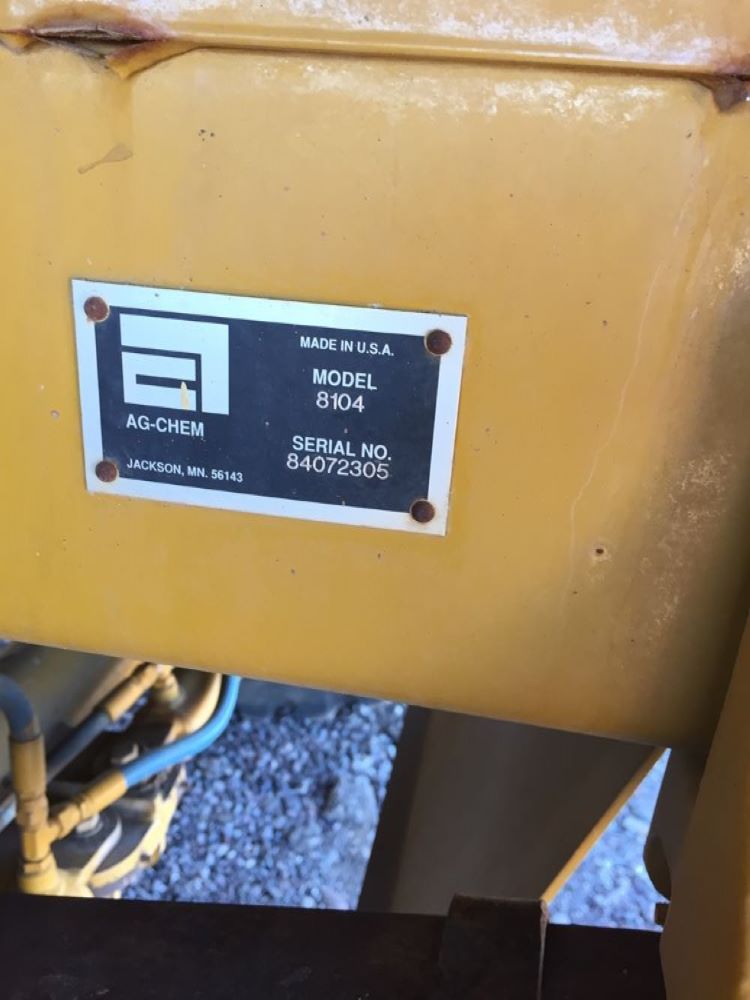 MADE IN U.S.A.
MODEL
8104
AG-CHEM
SERIAL NO.
84072305
JACKSON, MN. 56143